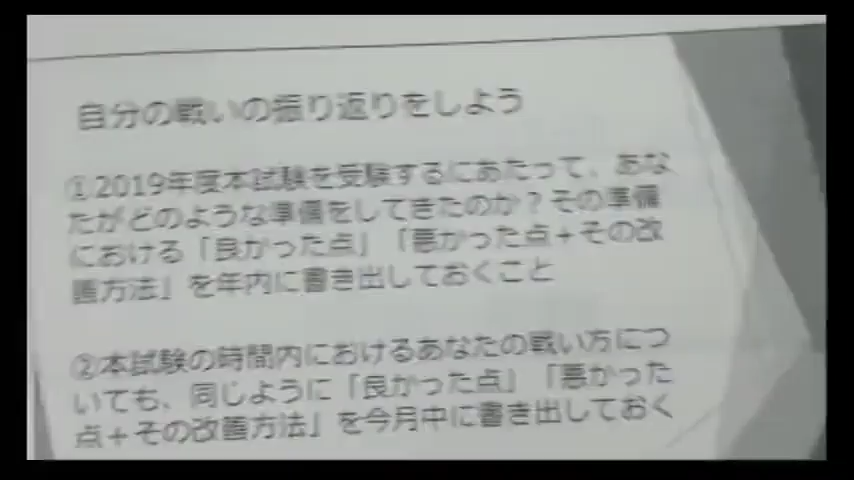 自分の戦いの振り返りをしよう
①2019年度本試験を受験するにあたって、あな
たがどのような準備をしてきたのか？その準備
における「良かった点」「悪かった点＋その改
善方法」を年内に書き出しておくこと
②本試験の時間内におけるあなたの戦い方につ
いても、同じように「良かった点」「悪かった
点＋その改善方法」を今月中に書き出しておく